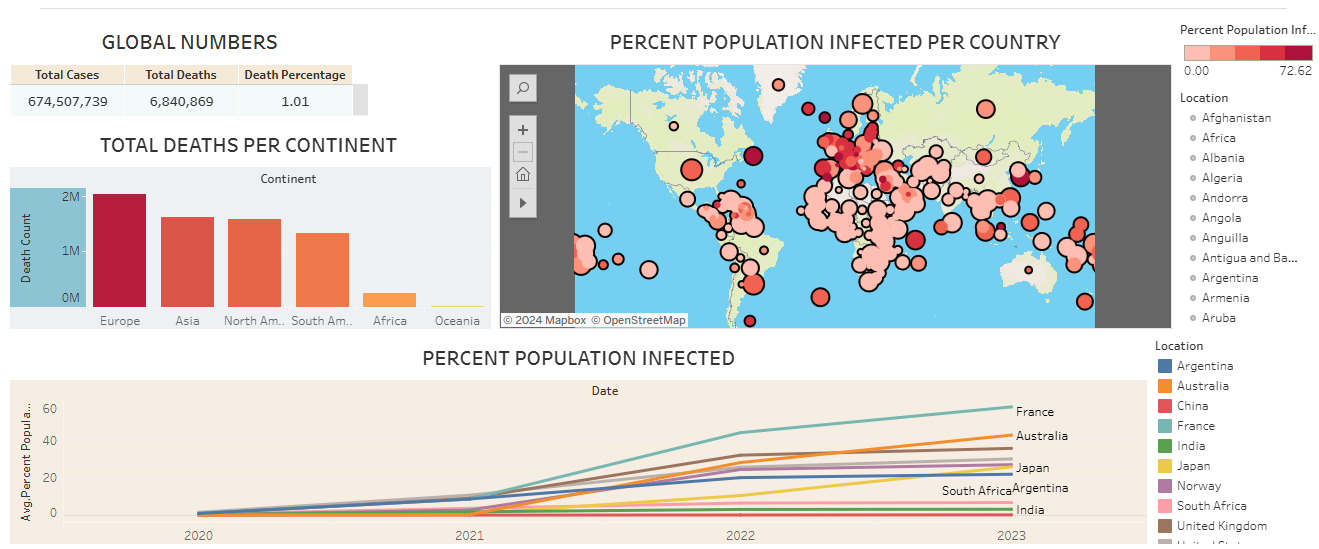 GLOBAL NUMBERS
Total Cases Total Deaths Death Percentage
674,507,739 6,840,869 1.01
TOTAL DEATHS PER CONTINENT
Continent
Death Count
2M
1M
0M
Europe Asia North Am.. South Am.. Africa Oceania
PERCENT POPULATION INFECTED PER COUNTRY
© 2024 Mapbox © OpenStreetMap
Percent Population Inf...
0.00 72.62
Location
Afghanistan
Africa
Albania
Algeria
Andorra
Angola
Anguilla
Antigua and Ba...
Argentina
Armenia
Aruba
PERCENT POPULATION INFECTED
Date
Avg.Percent Popula...
60
40
20
0
France
Australia
Japan
South Africa Argentina
India
2020 2021 2022 2023
Location
Argentina
Australia
China
France
India
Japan
Norway
South Africa
United Kingdom